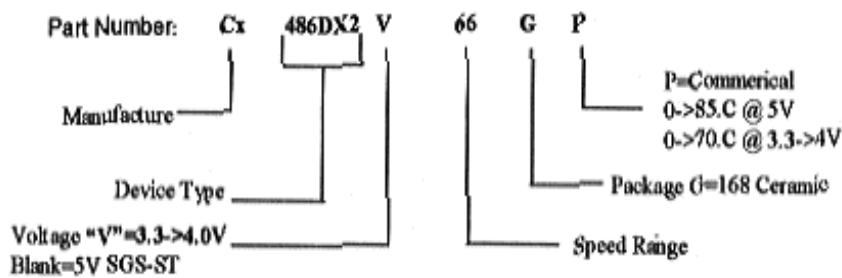 Part Number: Cx 486DX2 V 66 G P
P=Commerical
0->85.C @ 5V
0->70.C @ 3.3->4V
Manufacture
Device Type
Package G=168 Ceramic
Voltage "V"=3.3->4.0V
Blank=5V SGS-ST
Speed Range